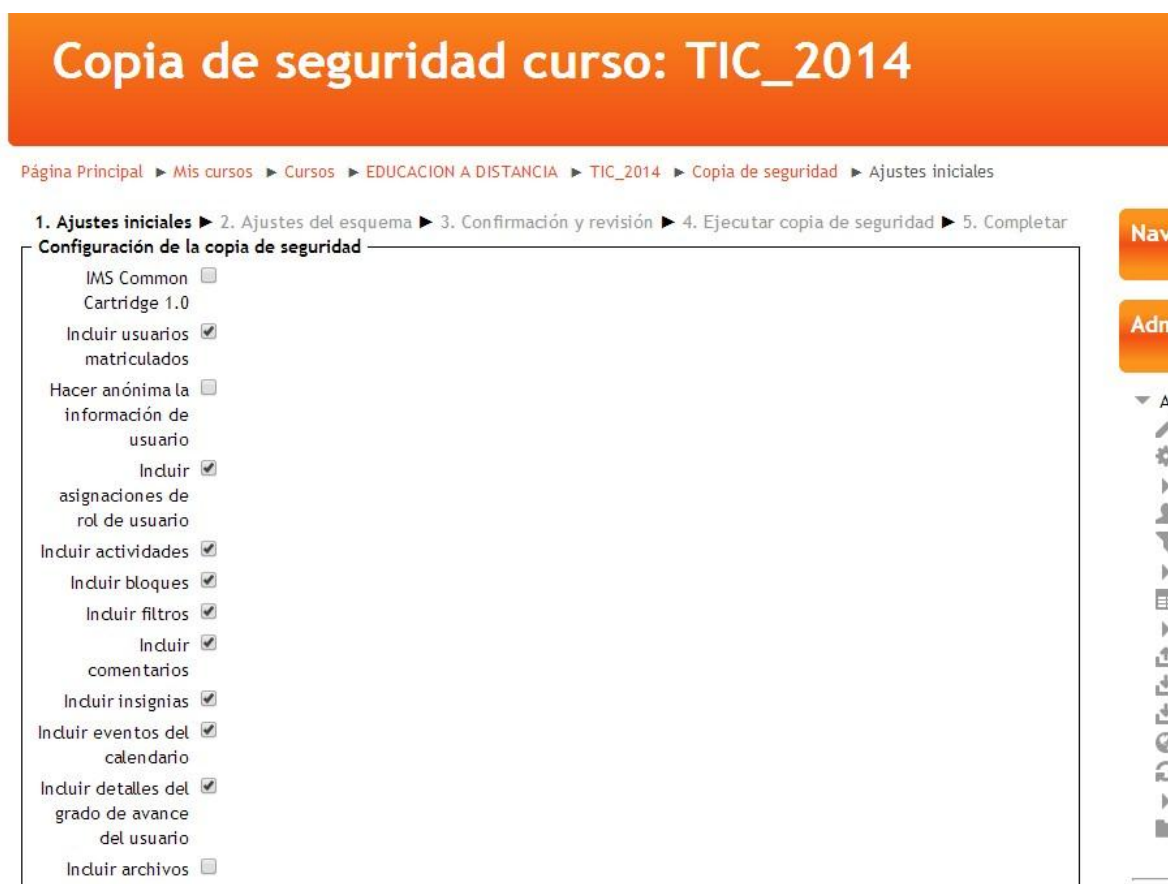 Copia de seguridad curso: TIC_2014
Página Principal ► Mis cursos ► Cursos ► EDUCACION A DISTANCIA ► TIC_2014 ► Copia de seguridad ► Ajustes iniciales
1. Ajustes iniciales ► 2. Ajustes del esquema ► 3. Confirmación y revisión ► 4. Ejecutar copia de seguridad ► 5. Completar
Configuración de la copia de seguridad
IMS Common
Cartridge 1.0
Incluir usuarios
matriculados
Hacer anónima la
información de
usuario
Incluir
asignaciones de
rol de usuario
Incluir actividades
Incluir bloques
Incluir filtros
Incluir
comentarios
Incluir insignias
Incluir eventos del
calendario
Incluir detalles del
grado de avance
del usuario
Incluir archivos
Nav
Adm
A